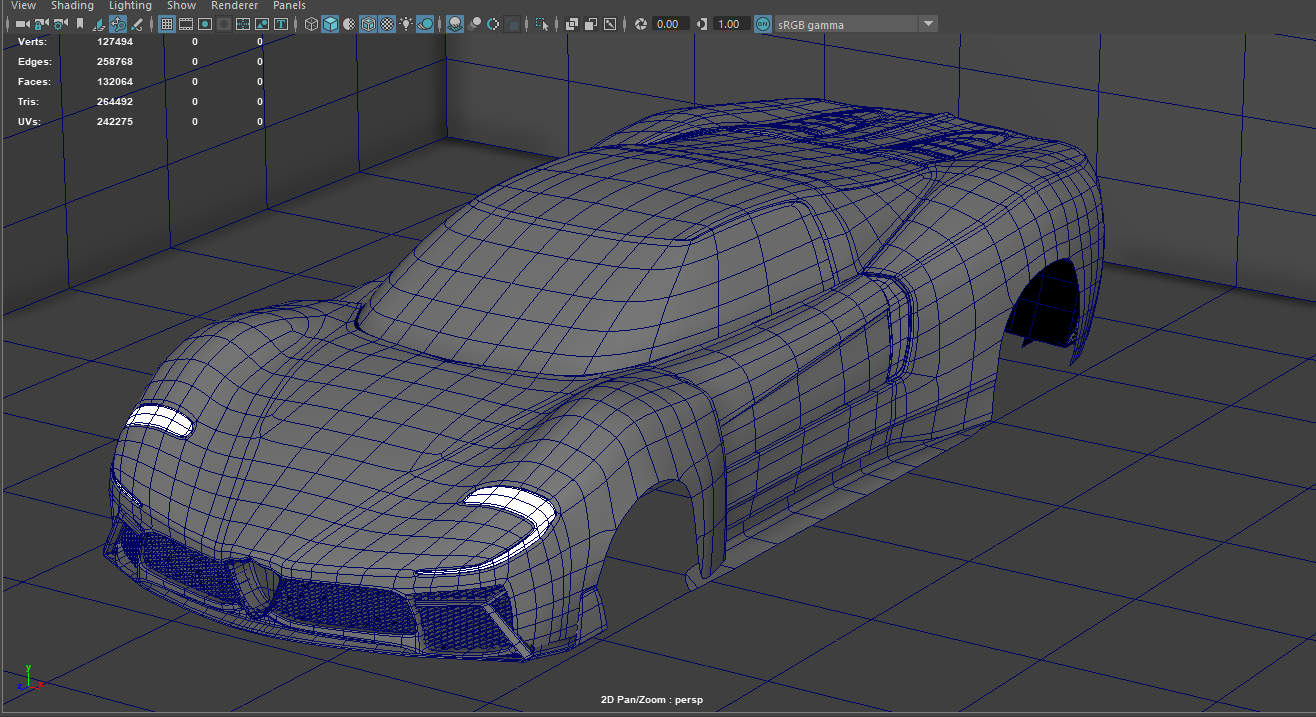 View Shading Lighting Show Renderer Panels
0.00 1.00 ON sRGB gamma
Verts: 127494 0 0
Edges: 258768 0 0
Faces: 132064 0 0
Tris: 264492 0 0
UVs: 242275 0 0
y
z x
2D Pan/Zoom : persp